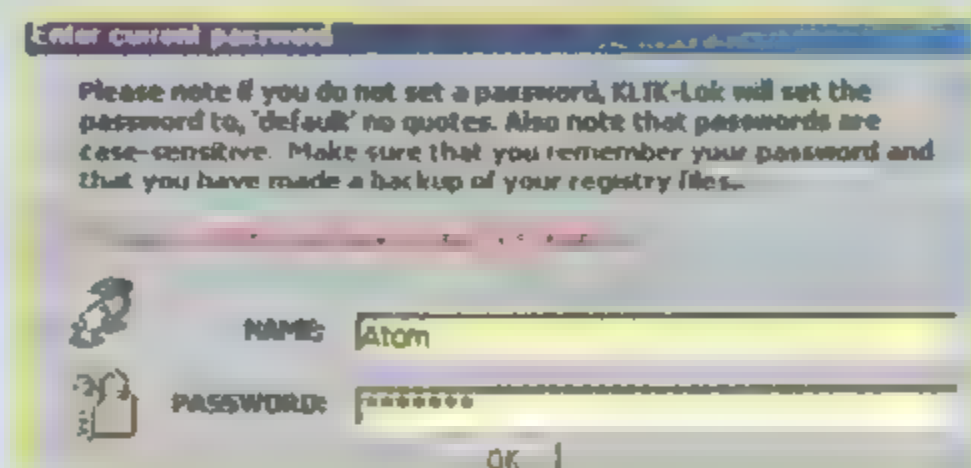 Enter current password
Please note if you do not set a password, KLIK-Lok will set the
password to, 'default' no quotes. Also note that passwords are
case-sensitive. Make sure that you remember your password and
that you have made a backup of your registry files.
NAME:
Atom
PASSWORD:
*******
OK